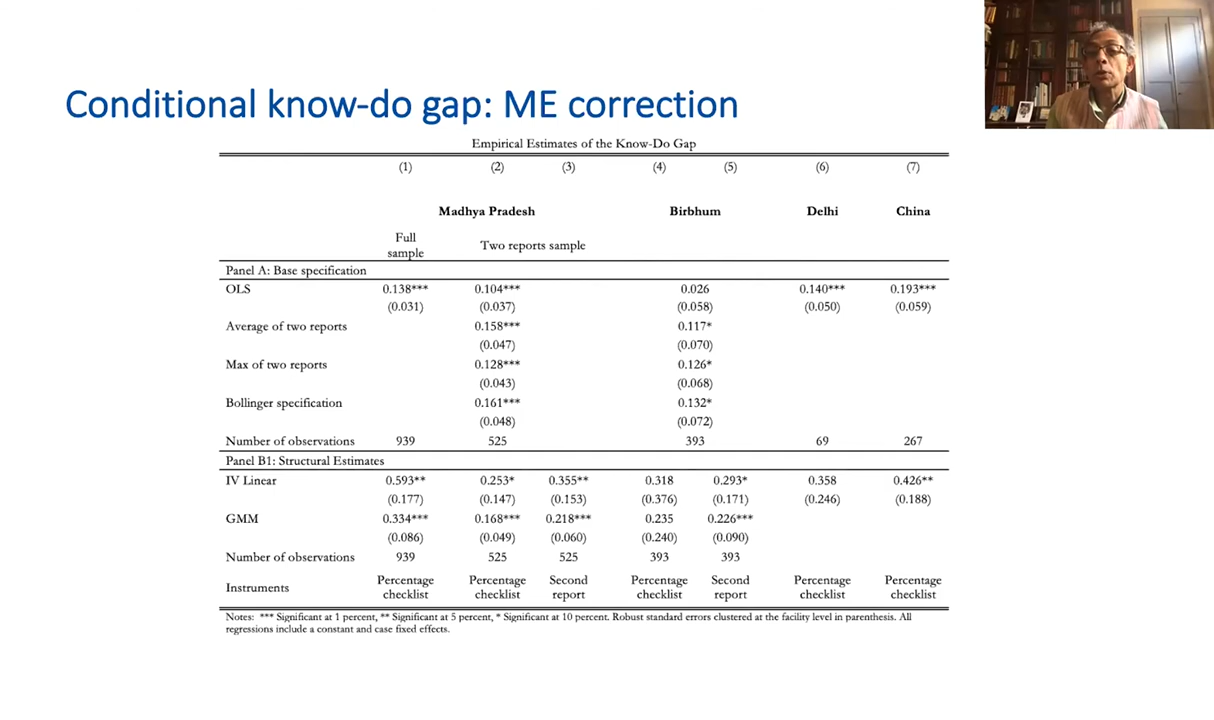 Conditional know-do gap: ME correction
Empirical Estimates of the Know-Do Gap
(1) (2) (3) (4) (5) (6) (7)
Madhya Pradesh Birbhum Delhi China
Full sample Two reports sample
Panel A: Base specification
OLS 0.138*** 0.104*** 0.026 0.140*** 0.193***
(0.031) (0.037) (0.058) (0.050) (0.059)
Average of two reports 0.158*** 0.117*
(0.047) (0.070)
Max of two reports 0.128*** 0.126*
(0.043) (0.068)
Bollinger specification 0.161*** 0.132*
(0.048) (0.072)
Number of observations 939 525 393 69 267
Panel B1: Structural Estimates
IV Linear 0.593** 0.253* 0.355** 0.318 0.293* 0.358 0.426**
(0.177) (0.147) (0.153) (0.376) (0.171) (0.246) (0.188)
GMM 0.334*** 0.168*** 0.218*** 0.235 0.226***
(0.086) (0.049) (0.060) (0.240) (0.090)
Number of observations 939 525 525 393 393
Instruments Percentage checklist Percentage checklist Second report Percentage checklist Second report Percentage checklist Percentage checklist
Notes: *** Significant at 1 percent, ** Significant at 5 percent, * Significant at 10 percent. Robust standard errors clustered at the facility level in parenthesis. All
regressions include a constant and case fixed effects.